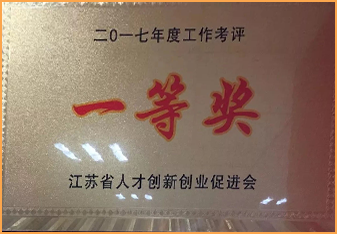 二〇一七年度工作考评
一等奖
江苏省人才创新创业促进会